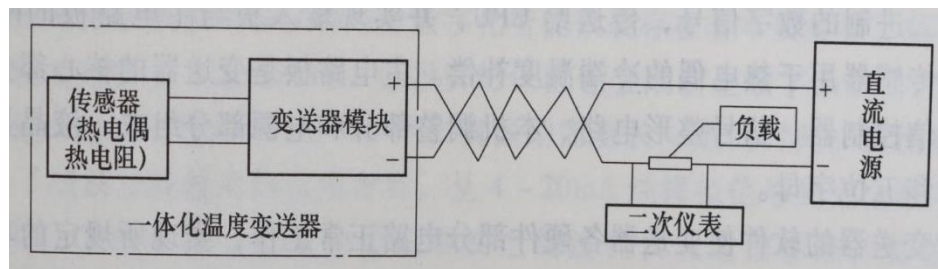 传感器
(热电偶
热电阻)
变送器模块
+
−
一体化温度变送器
负载
二次仪表
+
−
直流电源